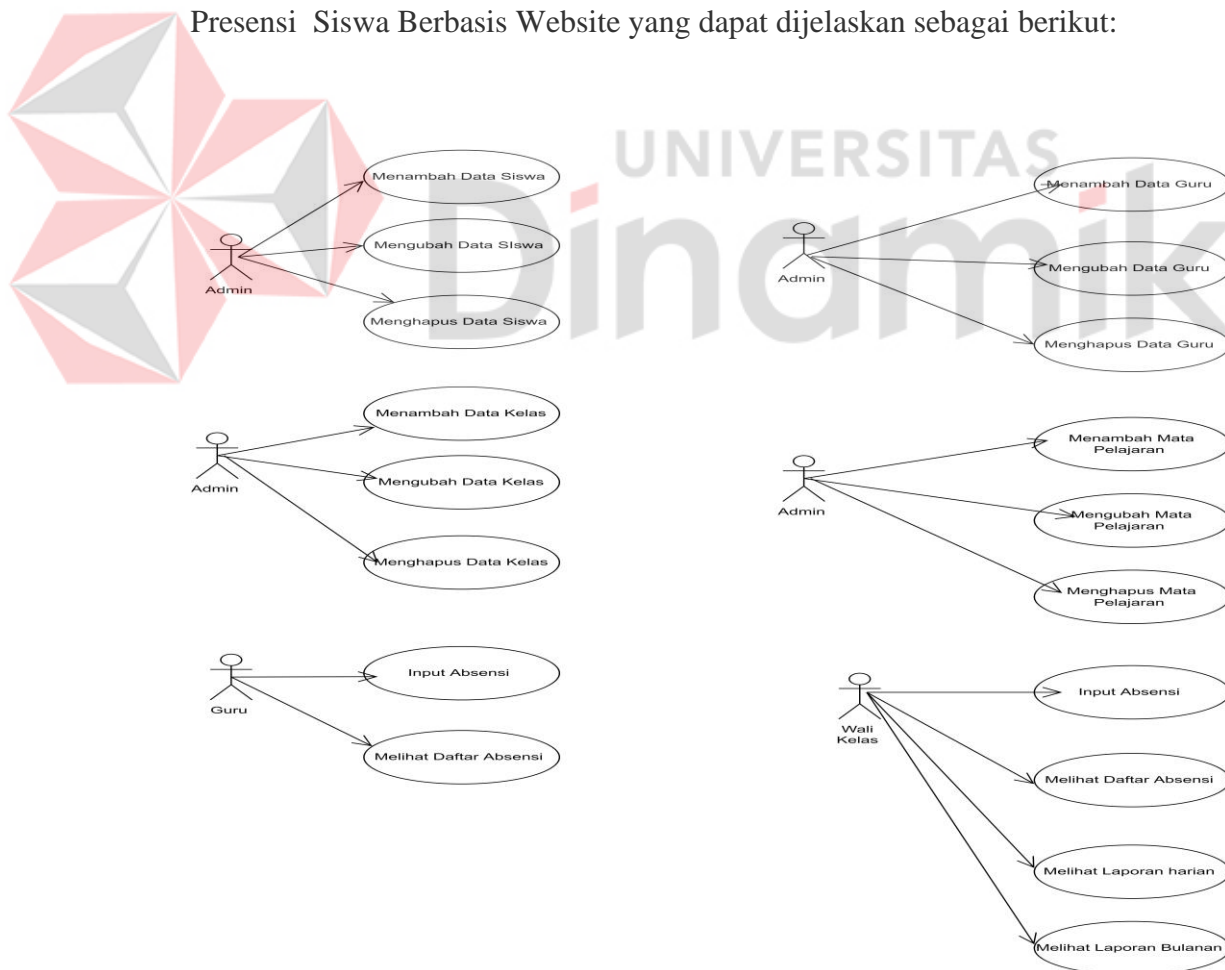 Presensi  Siswa Berbasis Website yang dapat dijelaskan sebagai berikut:
UNIVERSITAS
Dinamik
Menambah Data Siswa
Mengubah Data SIswa
Menghapus Data Siswa
Admin
Menambah Data Guru
Mengubah Data Guru
Menghapus Data Guru
Admin
Menambah Data Kelas
Mengubah Data Kelas
Menghapus Data Kelas
Admin
Menambah Mata
Pelajaran
Mengubah Mata
Pelajaran
Menghapus Mata
Pelajaran
Admin
Input Absensi
Melihat Daftar Absensi
Guru
Input Absensi
Melihat Daftar Absensi
Melihat Laporan harian
Melihat Laporan Bulanan
Wali
Kelas